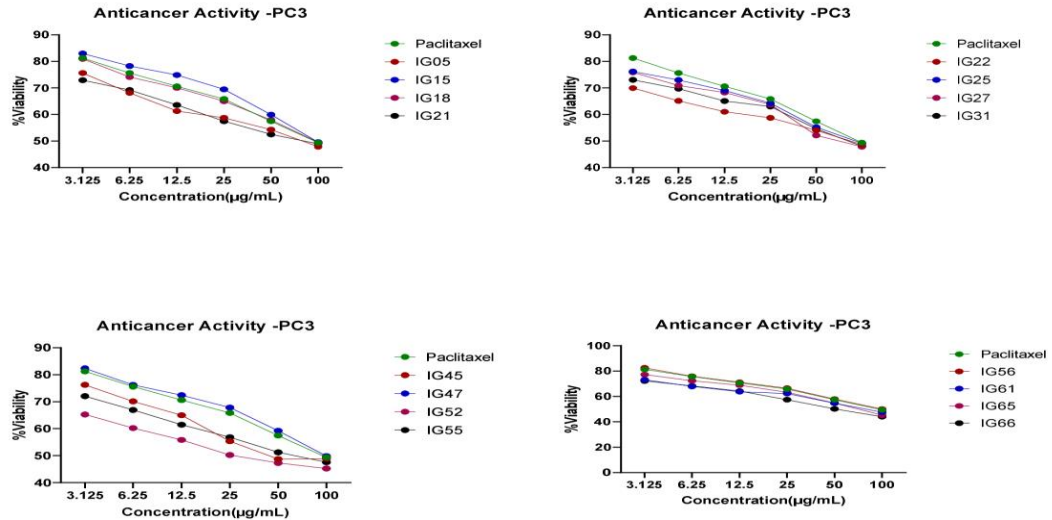 Anticancer Activity -PC3
90
80
70
60
50
40
%Viability
3.125 6.25 12.5 25 50 100
Concentration(µg/mL)
Paclitaxel
IG05
IG15
IG18
IG21
Anticancer Activity -PC3
90
80
70
60
50
40
%Viability
3.125 6.25 12.5 25 50 100
Concentration(µg/mL)
Paclitaxel
IG22
IG25
IG27
IG31
Anticancer Activity -PC3
90
80
70
60
50
40
%Viability
3.125 6.25 12.5 25 50 100
Concentration(µg/mL)
Paclitaxel
IG45
IG47
IG52
IG55
Anticancer Activity -PC3
100
80
60
40
20
0
%Viability
3.125 6.25 12.5 25 50 100
Concentration(µg/mL)
Paclitaxel
IG56
IG61
IG65
IG66